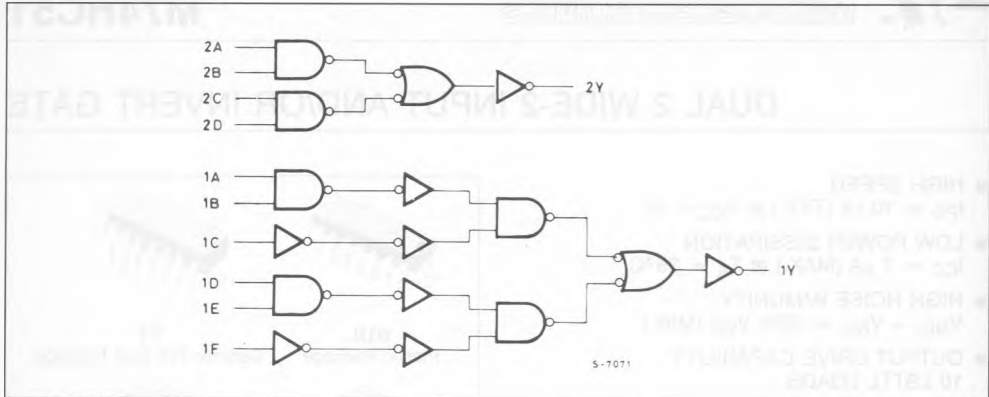 2A
2B
2C
2D
2Y
1A
1B
1C
1D
1E
1F
1Y
S-7071
M74HC51
DUAL 2 WIDE-2 INPUT AND/OR INVERT GATE
HIGH SPEED
LOW POWER DISSIPATION
HIGH NOISE IMMUNITY
OUTPUT DRIVE CAPABILITY
10 LSTTL LOADS